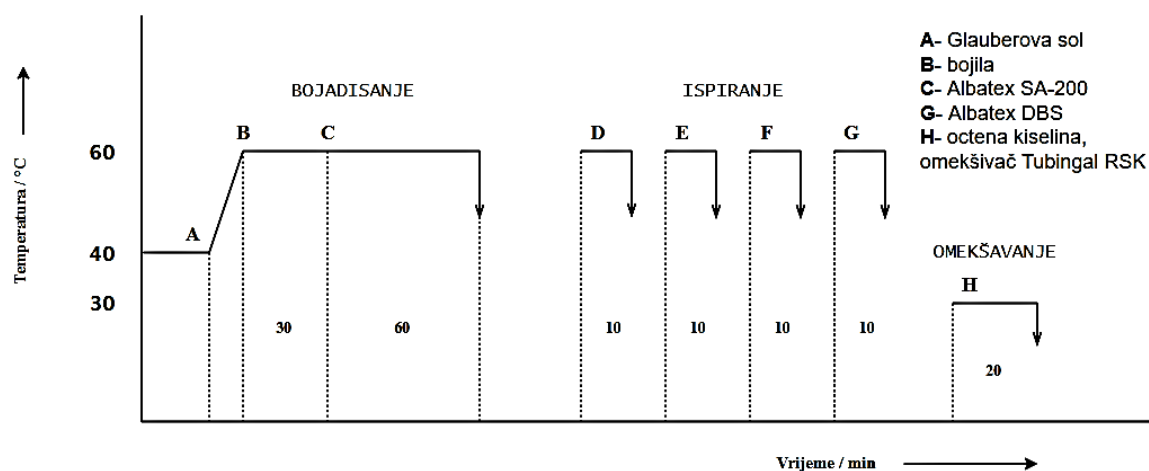 A- Glauberova sol
B- bojila
C- Albatex SA-200
G- Albatex DBS
H- octena kiselina,
omekšivač Tubingal RSK
BOJADISANJE
ISPIRANJE
B
C
D
E
F
G
60
A
40
OMEKŠAVANJE
H
30
30
60
10
10
10
10
20
Temperatura / °C
Vrijeme / min